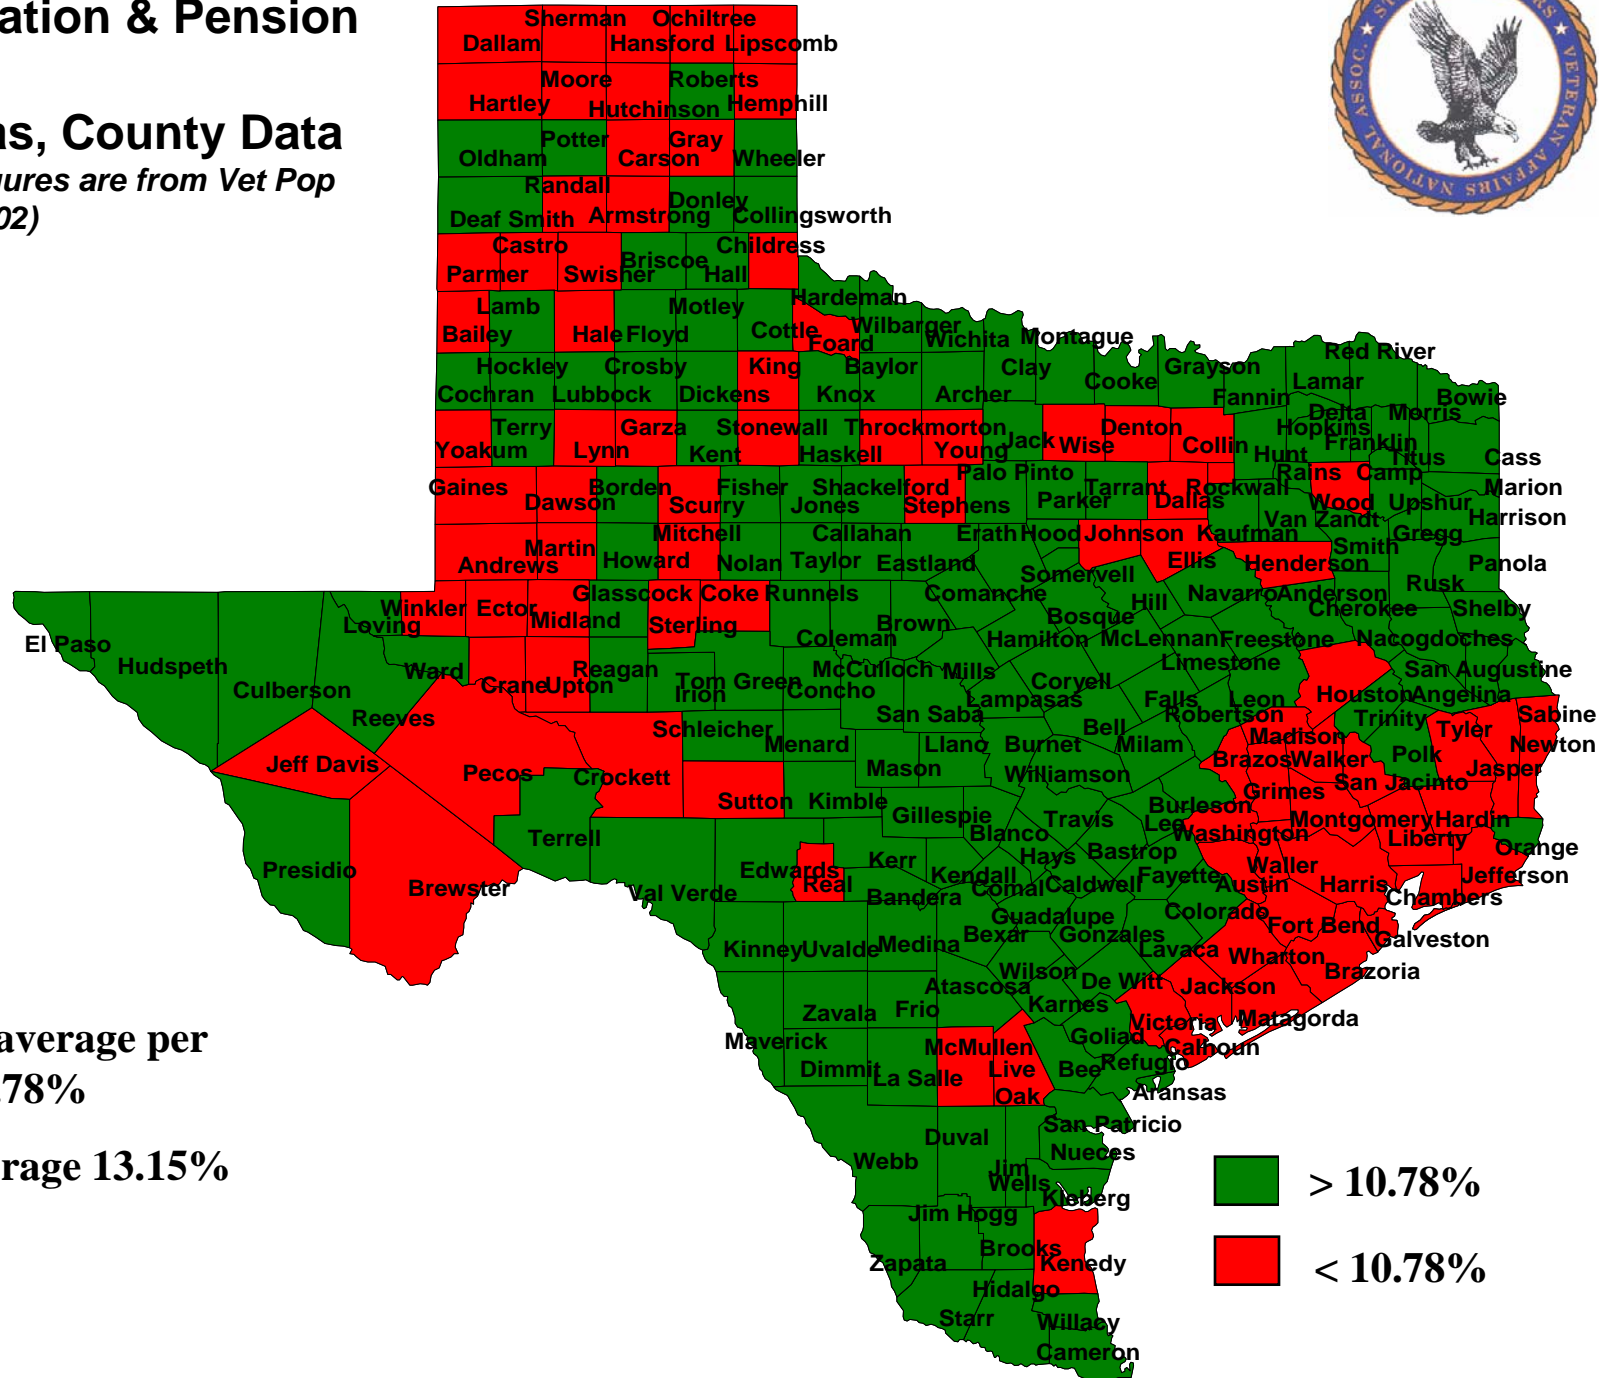 ation & Pension
as, County Data
gures are from Vet Pop
02)
ASSOC.
VETERAN AFFAIRS
NATIONAL
Sherman Ochiltree
Dallam Hansford Lipscomb
Moore Roberts
Hartley Hutchinson Hemphill
Potter Gray
Oldham Carson Wheeler
Randall Donley
Deaf Smith Armstrong Collingsworth
Castro Briscoe Childress
Parmer Swisher Hall
Lamb Motley Hardeman
Bailey Hale Floyd Cottle Foard Wilbarger Wichita Montague
Hockley Crosby King Baylor Clay Cooke Grayson Red River
Cochran Lubbock Dickens Knox Archer Fannin Lamar Bowie
Terry Garza Stonewall Throckmorton Denton Hopkins Delta Morris
Yoakum Lynn Kent Haskell Young Jack Wise Collin Hunt Franklin Titus Cass
Palo Pinto Rains Camp
Gaines Borden Fisher Shackelford Tarrant Rockwall Marion
Dawson Scurry Jones Stephens Parker Dallas Wood Upshur Harrison
Martin Mitchell Callahan Erath Hood Johnson Kaufman Van Zandt Gregg
Andrews Howard Nolan Taylor Eastland Ellis Henderson Smith Panola
Somervell Rusk
Winkler Ector Glasscock Coke Runnels Comanche Hill Navarro Anderson Cherokee Shelby
Loving Midland Sterling Coleman Brown Bosque
El Paso Hamilton McLennan Freestone Nacogdoches
Hudspeth Ward Reagan McCulloch Mills Limestone San Augustine
Culberson Crane Upton Irion Tom Green Concho Coryell
Lampasas Falls Leon Houston Angelina
Reeves San Saba Robertson Trinity Sabine
Schleicher Menard Llano Burnet Bell Milam Madison Tyler Newton
Jeff Davis Pecos Crockett Mason Williamson Brazos Walker Polk Jasper
Sutton Kimble Grimes San Jacinto
Gillespie Burleson
Terrell Blanco Travis Lee Washington Montgomery Hardin
Liberty Orange
Presidio Brewster Val Verde Edwards Real Kerr Kendall Hays Bastrop Waller Jefferson
Bandera Comal Caldwell Fayette Austin Harris Chambers
Guadalupe Colorado Fort Bend
Kinney Uvalde Medina Bexar Gonzales Lavaca Wharton Galveston
Wilson De Witt Brazoria
Atascosa Jackson
Zavala Frio Karnes
Maverick McMullen Goliad Victoria Matagorda
Calhoun
Dimmit La Salle Live Bee Refugio
Oak Aransas
San Patricio
Duval Nueces
Webb Jim
Wells Kleberg
Jim Hogg
Brooks
Zapata Kenedy
Hidalgo
Starr Willacy
Cameron
average per
.78%
rage 13.15%
> 10.78%
< 10.78%